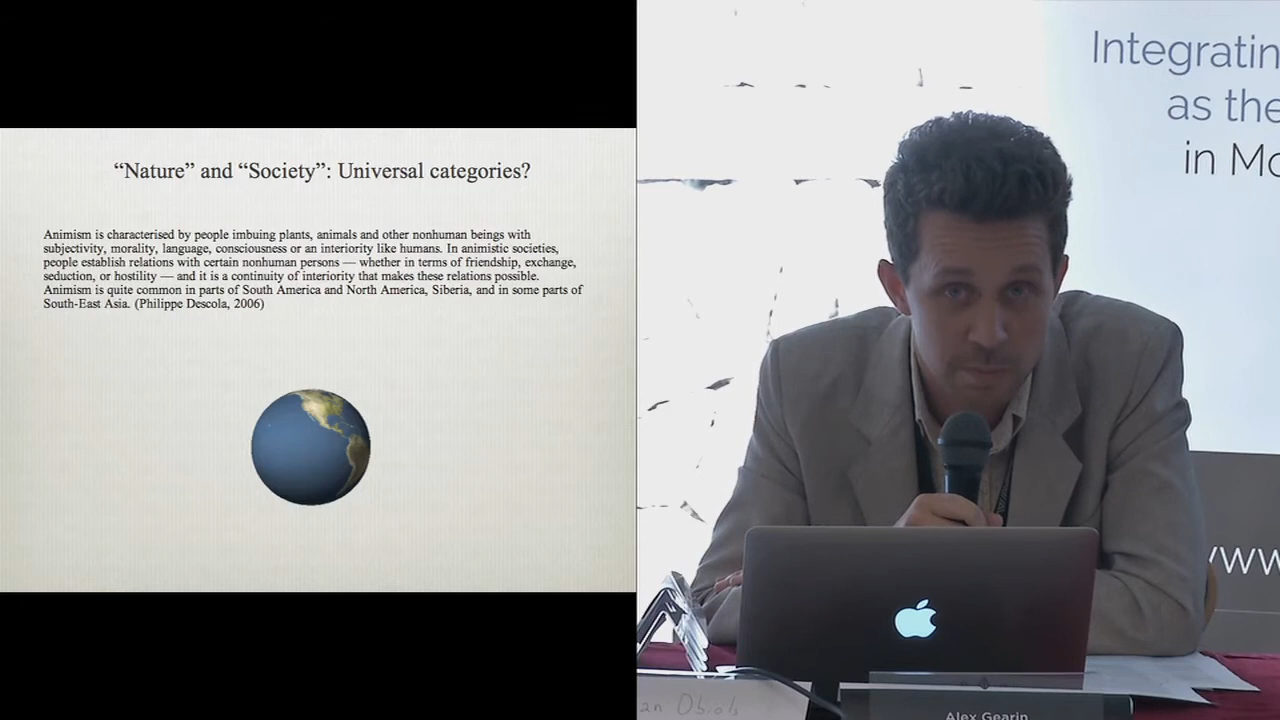 “Nature” and “Society”: Universal categories?
Animism is characterised by people imbuing plants, animals and other nonhuman beings with
subjectivity, morality, language, consciousness or an interiority like humans. In animistic societies,
people establish relations with certain nonhuman persons — whether in terms of friendship, exchange,
seduction, or hostility — and it is a continuity of interiority that makes these relations possible.
Animism is quite common in parts of South America and North America, Siberia, and in some parts of
South-East Asia. (Philippe Descola, 2006)
Integratin
as the
in Mo
www
Alex Gearin